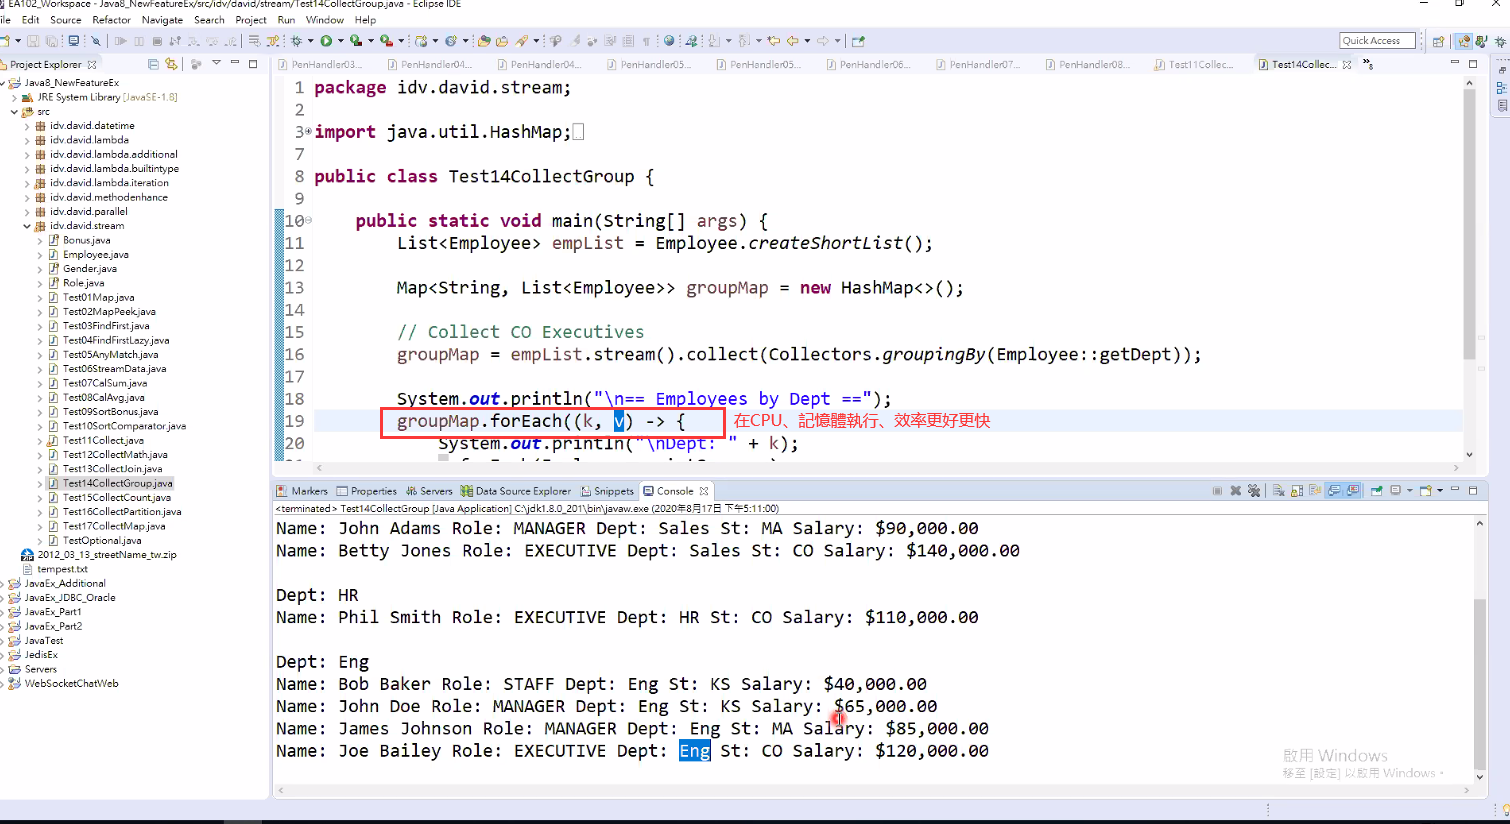 EA102_Workspace - Java8_NewFeatureEx/src/idv/david/stream/Test14CollectGroup.java - Eclipse IDE
File Edit Source Refactor Navigate Search Project Run Window Help
Quick Access
Project Explorer
PenHandler03... PenHandler04... PenHandler04... PenHandler05... PenHandler05... PenHandler06... PenHandler07... PenHandler08... Test11Collec... Test14Collec... »8
Java8_NewFeatureEx
JRE System Library [JavaSE-1.8]
src
idv.david.datetime
idv.david.lambda
idv.david.lambda.additional
idv.david.lambda.builtintype
idv.david.lambda.iteration
idv.david.methodenhance
idv.david.parallel
idv.david.stream
Bonus.java
Employee.java
Gender.java
Role.java
Test01Map.java
Test02MapPeek.java
Test03FindFirst.java
Test04FindFirstLazy.java
Test05AnyMatch.java
Test06StreamData.java
Test07CalSum.java
Test08CalAvg.java
Test09SortBonus.java
Test10SortComparator.java
Test11Collect.java
Test12CollectMath.java
Test13CollectJoin.java
Test14CollectGroup.java
Test15CollectCount.java
Test16CollectPartition.java
Test17CollectMap.java
TestOptional.java
2012_03_13_streetName_tw.zip
tempest.txt
JavaEx_Additional
JavaEx_JDBC_Oracle
JavaEx_Part1
JavaEx_Part2
JavaTest
JedisEx
Servers
WebSocketChatWeb
1 package idv.david.stream;
2
3 import java.util.HashMap;
7
8 public class Test14CollectGroup {
9
10 public static void main(String[] args) {
11 List<Employee> empList = Employee.createShortList();
12
13 Map<String, List<Employee>> groupMap = new HashMap<>();
14
15 // Collect CO Executives
16 groupMap = empList.stream().collect(Collectors.groupingBy(Employee::getDept));
17
18 System.out.println("\n== Employees by Dept ==");
19 groupMap.forEach((k, v) -> { 在CPU、記憶體執行、效率更好更快
20 System.out.println("\nDept: " + k);
Markers Properties Servers Data Source Explorer Snippets Console
<terminated> Test14CollectGroup [Java Application] C:\jdk1.8.0_201\bin\javaw.exe (2020年8月17日 下午5:11:00)
Name: John Adams Role: MANAGER Dept: Sales St: MA Salary: $90,000.00
Name: Betty Jones Role: EXECUTIVE Dept: Sales St: CO Salary: $140,000.00
Dept: HR
Name: Phil Smith Role: EXECUTIVE Dept: HR St: CO Salary: $110,000.00
Dept: Eng
Name: Bob Baker Role: STAFF Dept: Eng St: KS Salary: $40,000.00
Name: John Doe Role: MANAGER Dept: Eng St: KS Salary: $65,000.00
Name: James Johnson Role: MANAGER Dept: Eng St: MA Salary: $85,000.00
Name: Joe Bailey Role: EXECUTIVE Dept: Eng St: CO Salary: $120,000.00
啟用 Windows
移至 [設定] 以啟用 Windows。